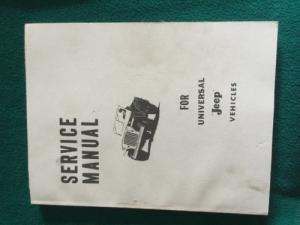 SERVICE
MANUAL
FOR
UNIVERSAL
Jeep
VEHICLES